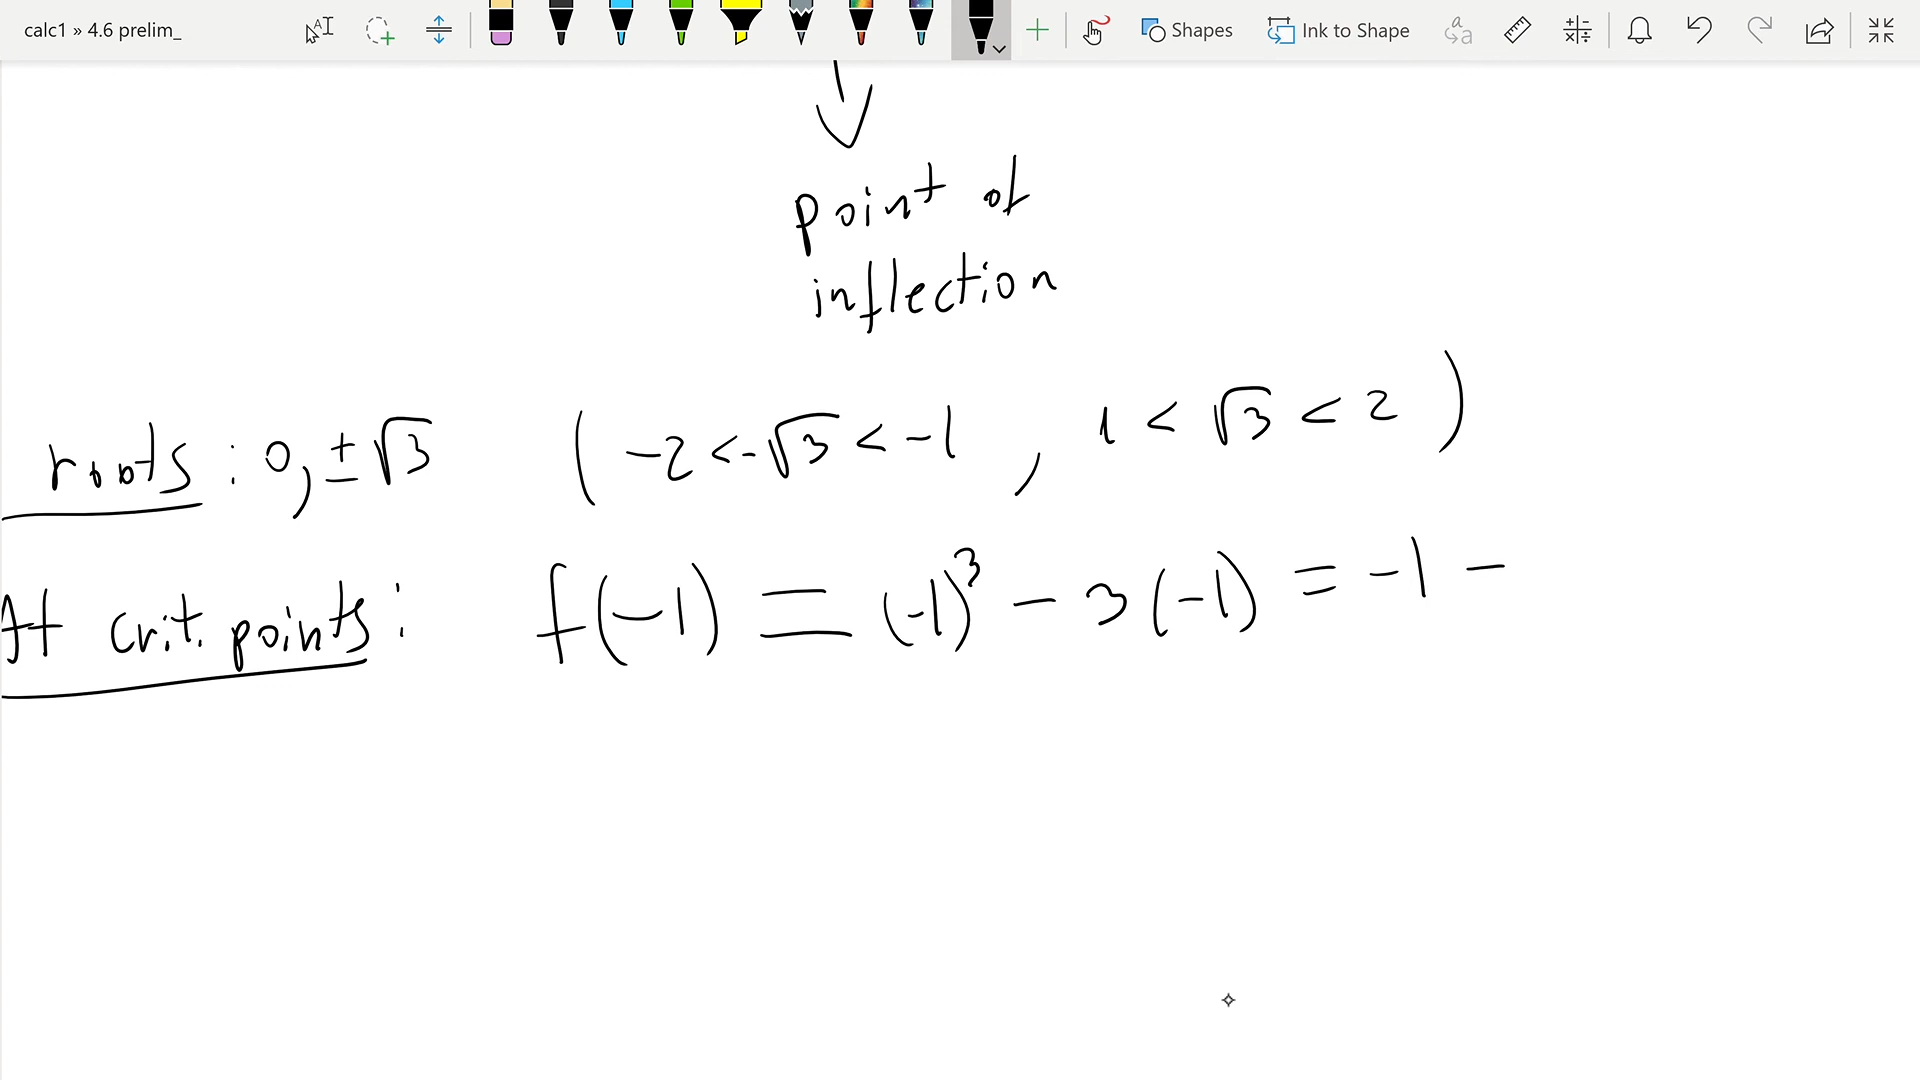 calc1 » 4.6 prelim_
Shapes
Ink to Shape
point of
inflection
roots: 0, ±√3 (-2 < -√3 < -1 , 1 < √3 < 2)
At crit. points: f(-1) = (-1)³ - 3(-1) = -1 -